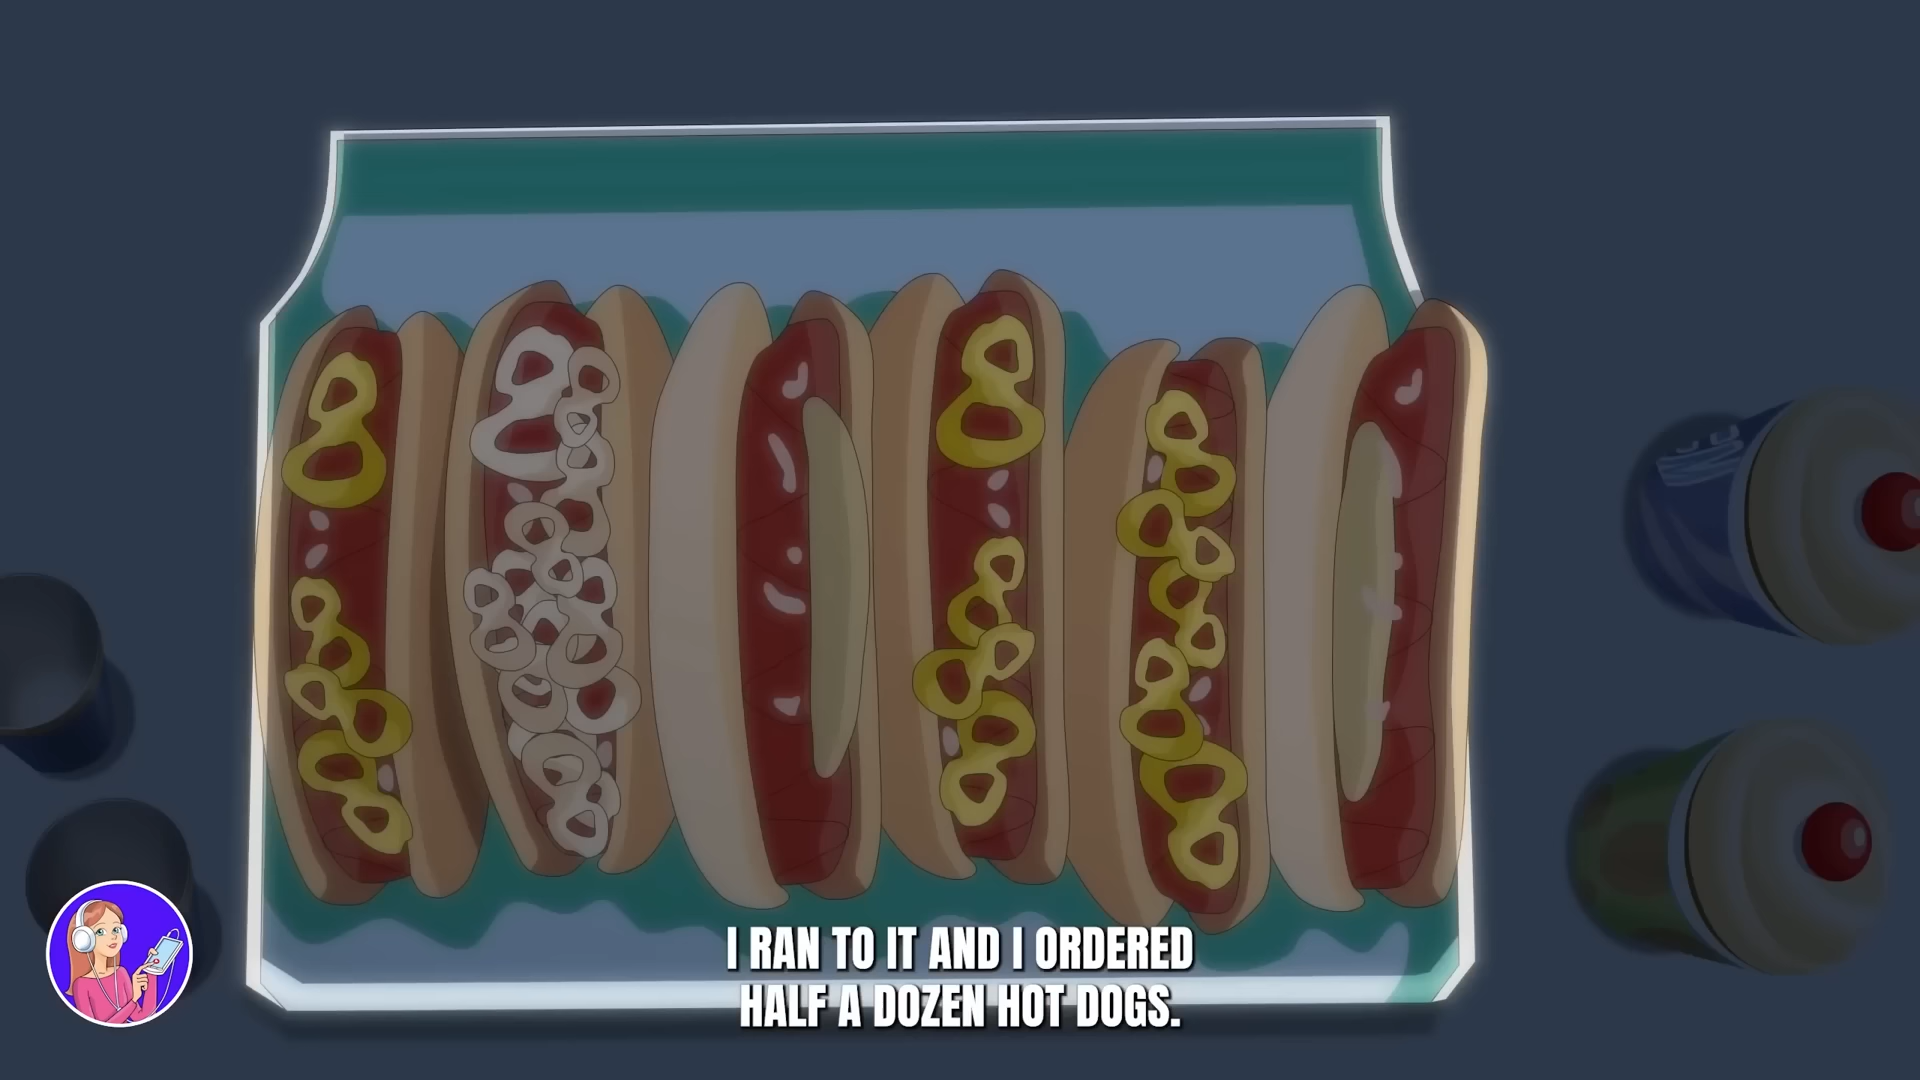 I RAN TO IT AND I ORDERED
HALF A DOZEN HOT DOGS.